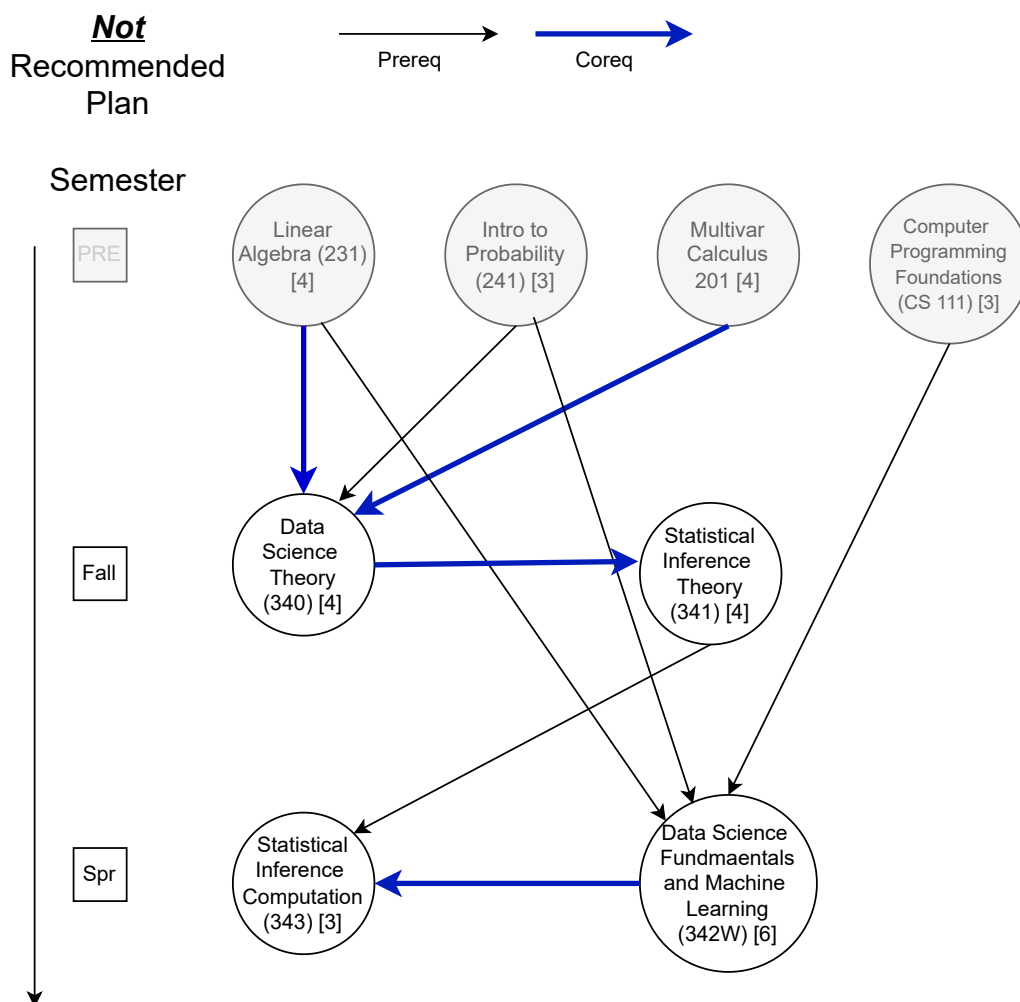 Not
Recommended
Plan
Prereq
Coreq
Semester
PRE
Linear
Algebra (231)
[4]
Intro to
Probability
(241) [3]
Multivar
Calculus
201 [4]
Computer
Programming
Foundations
(CS 111) [3]
Fall
Data
Science
Theory
(340) [4]
Statistical
Inference
Theory
(341) [4]
Spr
Statistical
Inference
Computation
(343) [3]
Data Science
Fundmaentals
and Machine
Learning
(342W) [6]